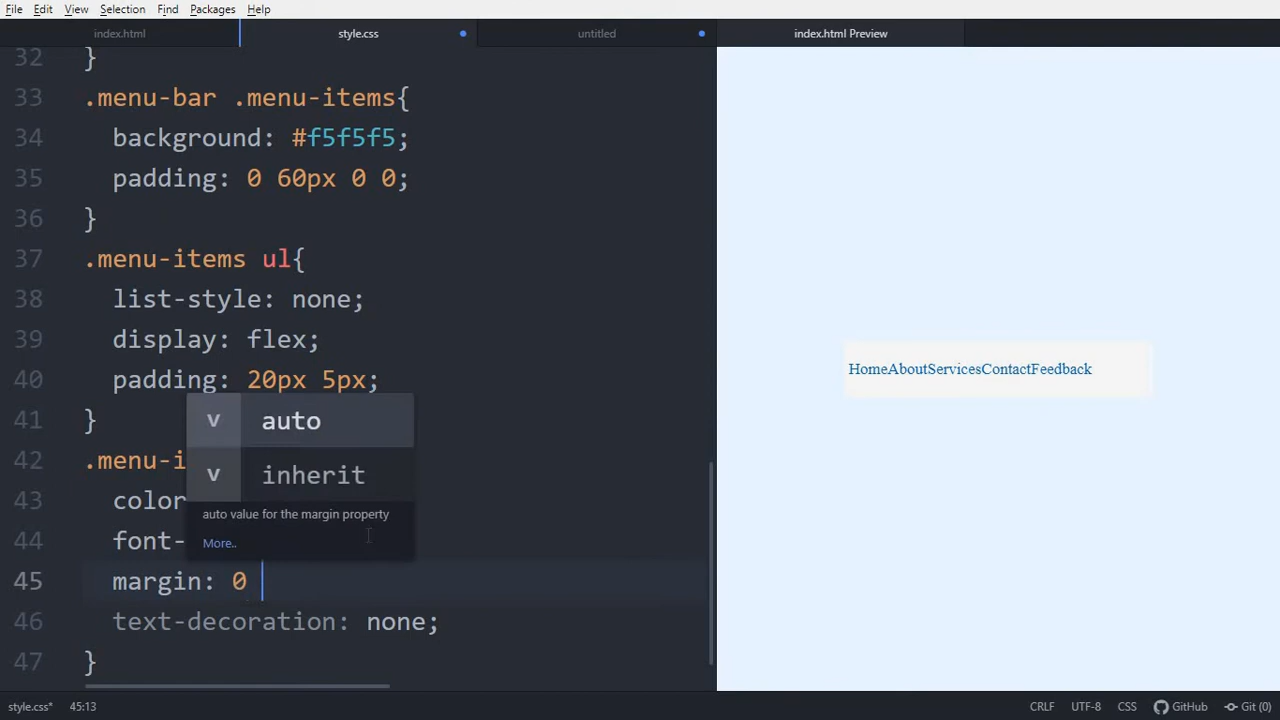 File Edit View Selection Find Packages Help
index.html style.css untitled index.html Preview
32 }
33 .menu-bar .menu-items{
34 background: #f5f5f5;
35 padding: 0 60px 0 0;
36 }
37 .menu-items ul{
38 list-style: none;
39 display: flex;
40 padding: 20px 5px;
41 }
42 .menu-i
43 color
44 font-
45 margin: 0
46 text-decoration: none;
47 }
v auto
v inherit
auto value for the margin property
More..
HomeAboutServicesContactFeedback
style.css* 45:13 CRLF UTF-8 CSS GitHub Git (0)